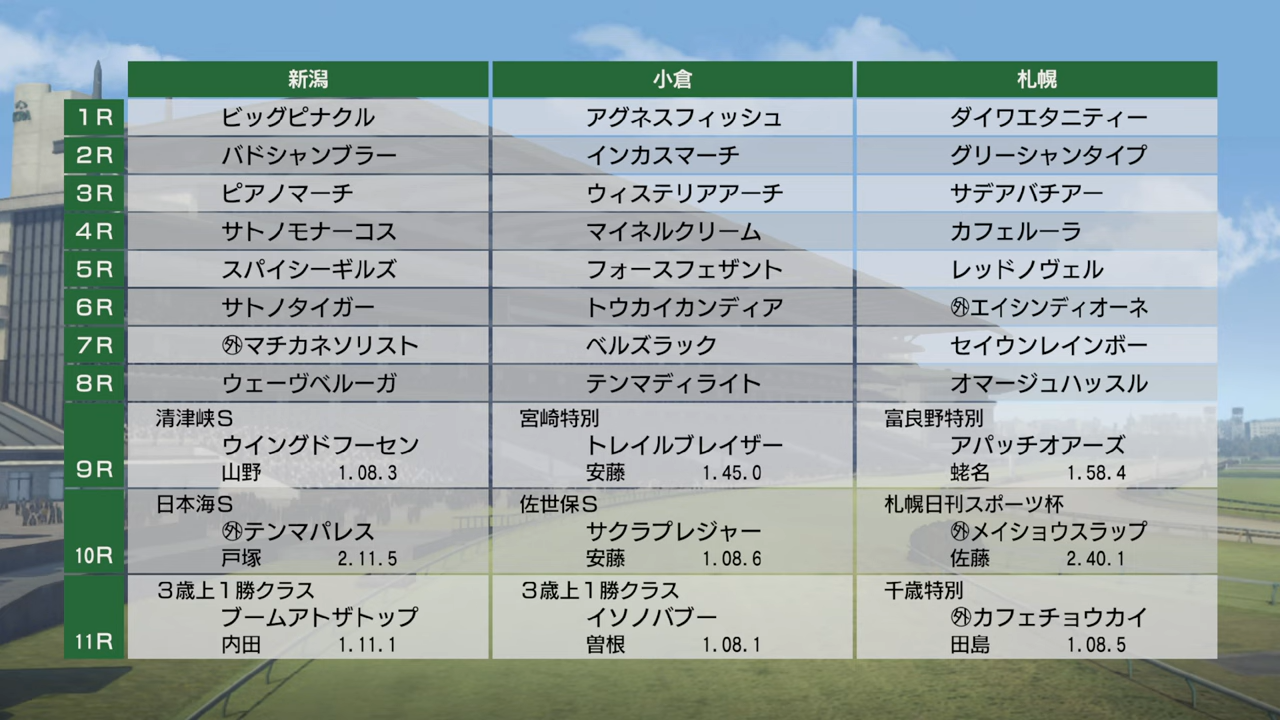 新潟 小倉 札幌
1R ビッグピナクル アグネスフィッシュ ダイワエタニティー
2R バドシャンブラー インカスマーチ グリーシャンタイプ
3R ピアノマーチ ウィステリアアーチ サデアバチアー
4R サトノモナーコス マイネルクリーム カフェルーラ
5R スパイシーギルズ フォースフェザント レッドノヴェル
6R サトノタイガー トウカイカンディア ㊕エイシンディオーネ
7R ㊕マチカネソリスト ベルズラック セイウンレインボー
8R ウェーヴベルーガ テンマディライト オマージュハッスル
清津峡S 宮崎特別 富良野特別
ウイングドフーセン トレイルブレイザー アパッチオアーズ
9R 山野 1.08.3 安藤 1.45.0 蛯名 1.58.4
日本海S 佐世保S 札幌日刊スポーツ杯
外テンマパレス サクラプレジャー 外メイショウスラップ
10R 戸塚 2.11.5 安藤 1.08.6 佐藤 2.40.1
3歳上1勝クラス 3歳上1勝クラス 千歳特別
ブームアトザトップ イソノバブー 外カフェチョウカイ
11R 内田 1.11.1 曽根 1.08.1 田島 1.08.5